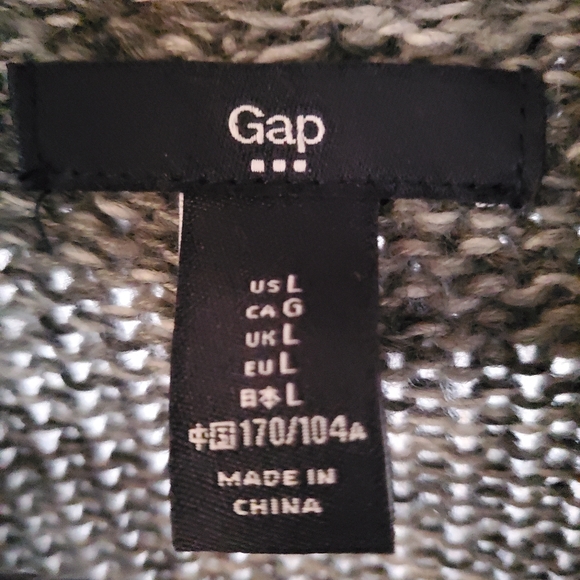 Gap
US L
CA G
UK L
EU L
日本 L
中国 170/104A
MADE IN
CHINA